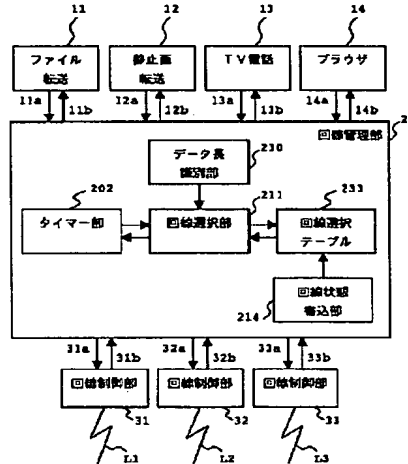 11
12
13
14
ファイル
転送
静止画
転送
TV電話
ブラウザ
11a
11b
12a
12b
13a
13b
14a
14b
2
回線管理部
データ長
識別部
230
202
211
233
タイマー部
回線選択部
回線選択
テーブル
回線状態
書込部
214
31a
31b
32a
32b
33a
33b
回線制御部
回線制御部
回線制御部
31
32
33
L1
L2
L3